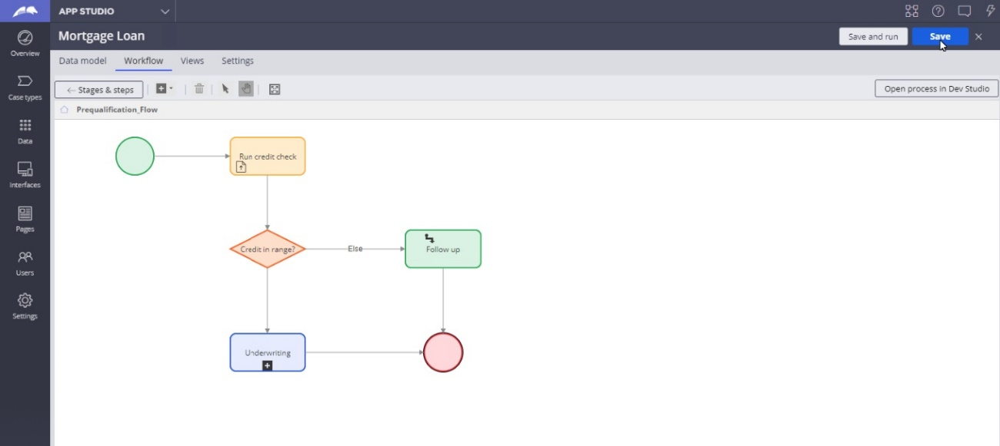 APP STUDIO
Mortgage Loan
Save and run
Save
Overview
Case types
Data
Interfaces
Pages
Users
Settings
Data model
Workflow
Views
Settings
Stages & steps
Open process in Dev Studio
Prequalification_Flow
Run credit check
Credit in range?
Else
Follow up
Underwriting